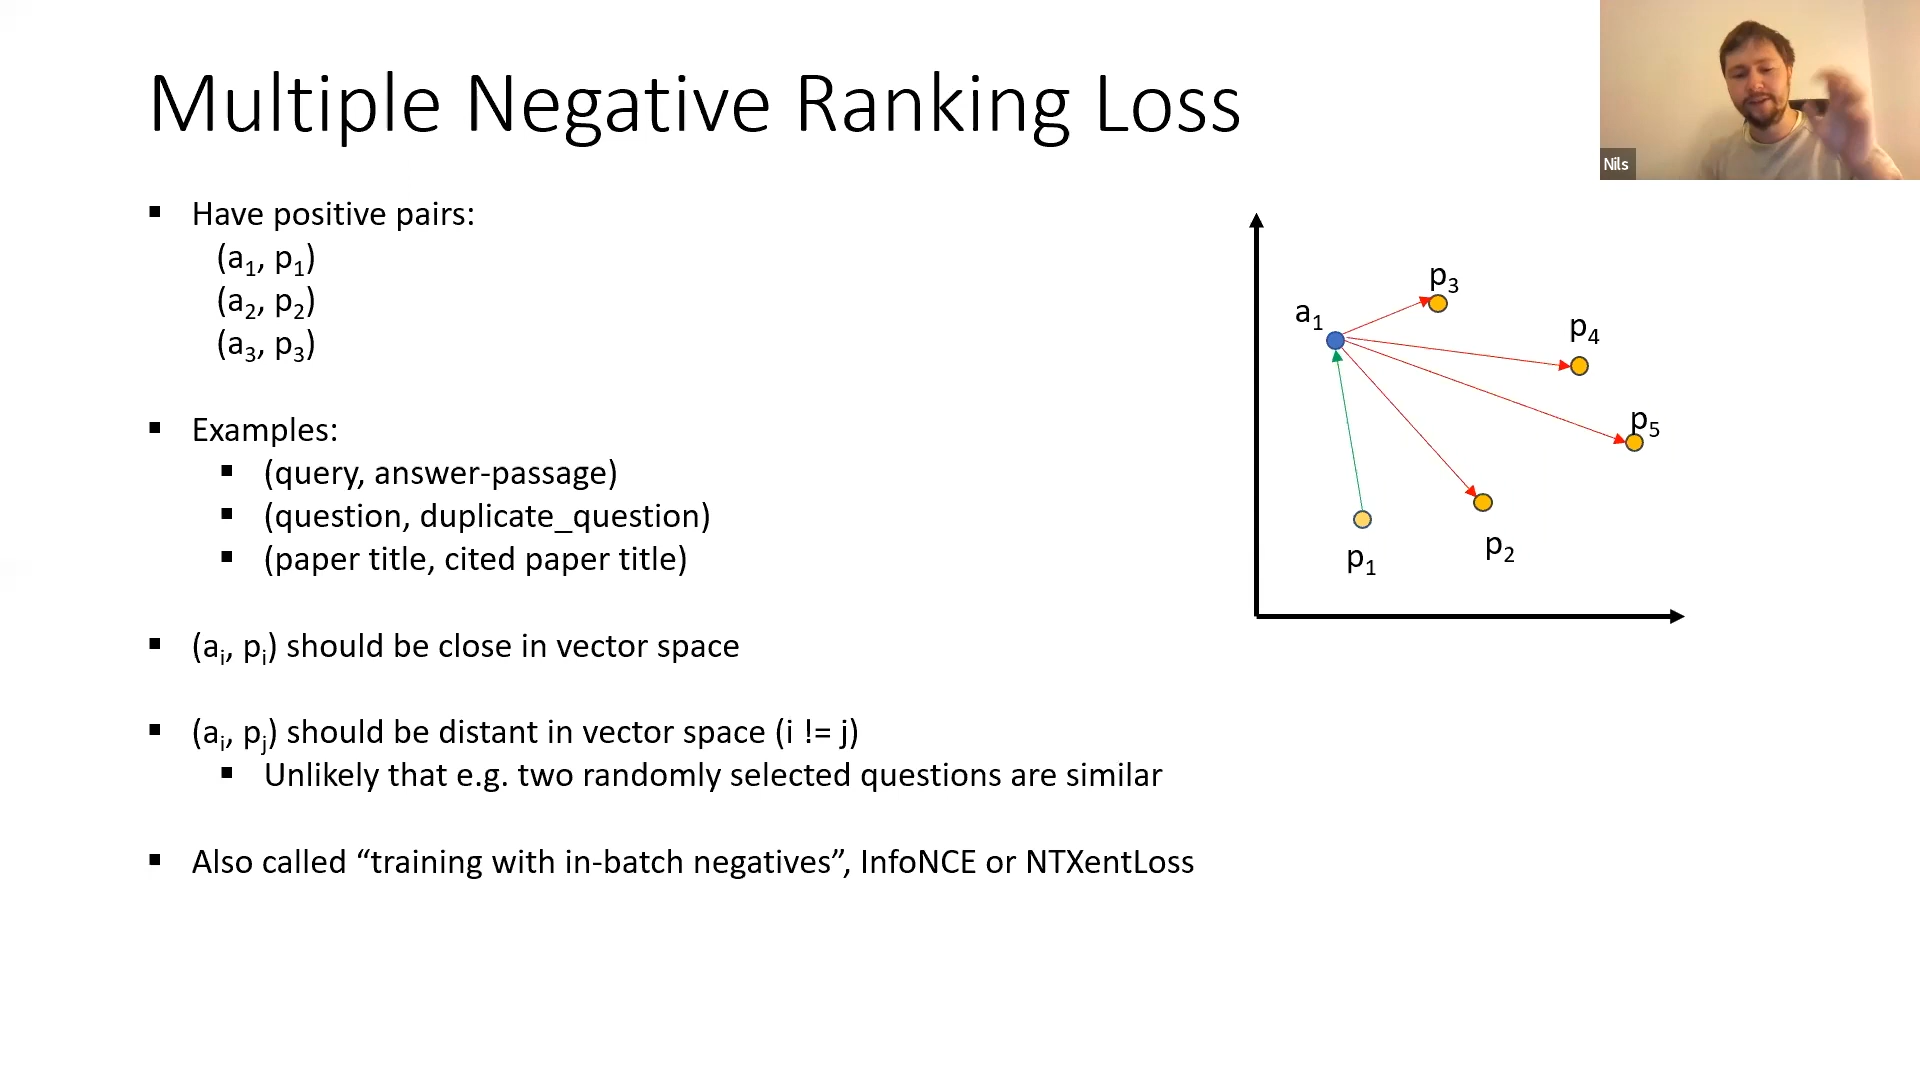 Multiple Negative Ranking Loss
Nils
▪ Have positive pairs:
(a₁, p₁)
(a₂, p₂)
(a₃, p₃)
▪ Examples:
▪ (query, answer-passage)
▪ (question, duplicate_question)
▪ (paper title, cited paper title)
▪ (aᵢ, pᵢ) should be close in vector space
▪ (aᵢ, pⱼ) should be distant in vector space (i != j)
▪ Unlikely that e.g. two randomly selected questions are similar
▪ Also called “training with in-batch negatives”, InfoNCE or NTXentLoss
p₃
a₁
p₄
p₅
p₂
p₁